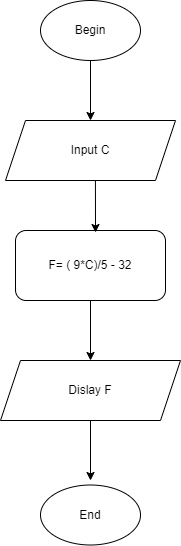 Begin
Input C
F= ( 9*C)/5 - 32
Dislay F
End